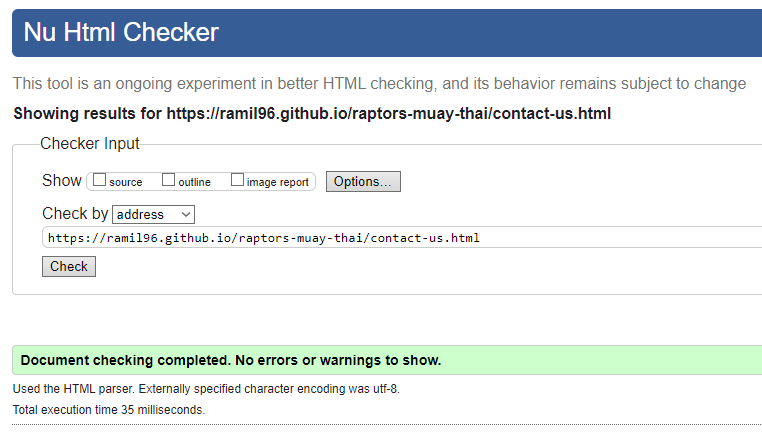 Nu Html Checker
This tool is an ongoing experiment in better HTML checking, and its behavior remains subject to change
Showing results for https://ramil96.github.io/raptors-muay-thai/contact-us.html
Checker Input
Show source outline image report Options...
Check by address
https://ramil96.github.io/raptors-muay-thai/contact-us.html
Check
Document checking completed. No errors or warnings to show.
Used the HTML parser. Externally specified character encoding was utf-8.
Total execution time 35 milliseconds.